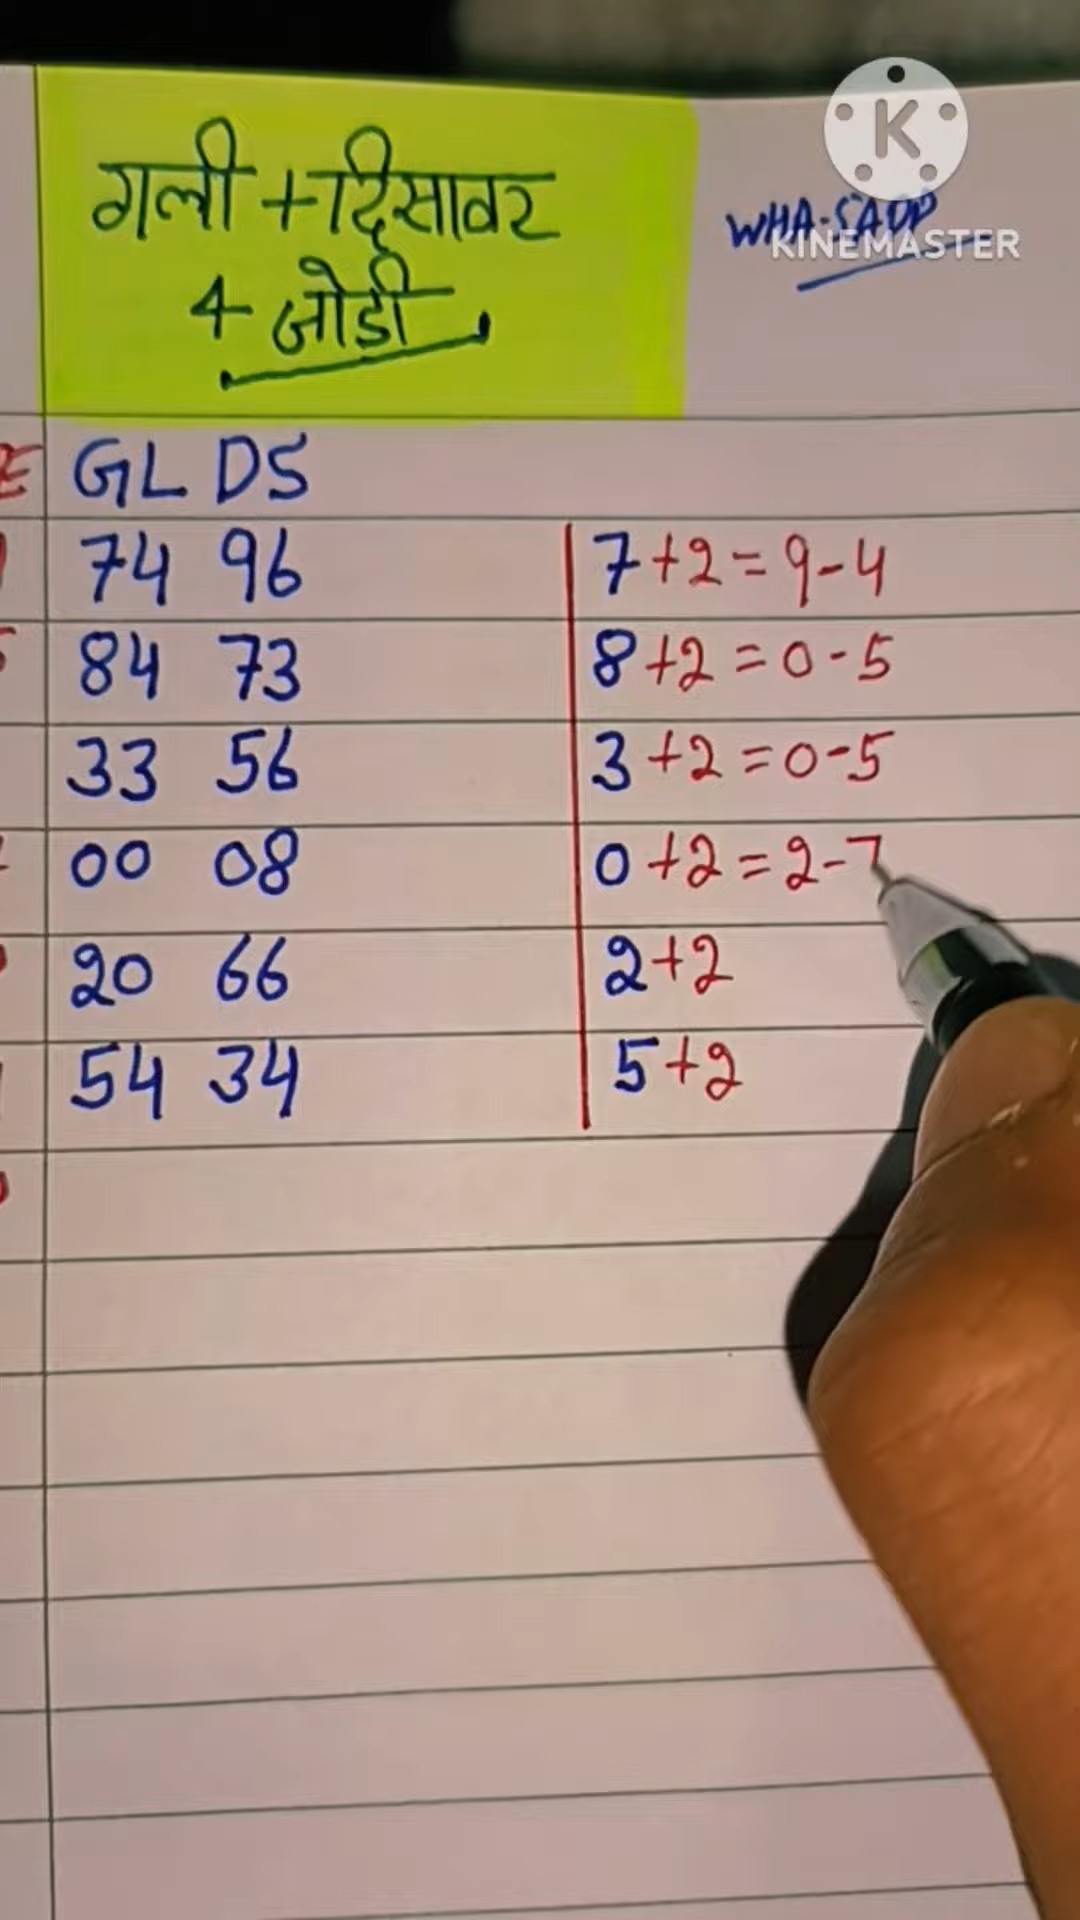 गली + दिसावर
4 जोडी
WHA-SAPP
K
KINEMASTER
GL DS
74 96 7+2=9-4
84 73 8+2=0-5
33 56 3+2=0-5
00 08 0+2=2-7
20 66 2+2
54 34 5+2